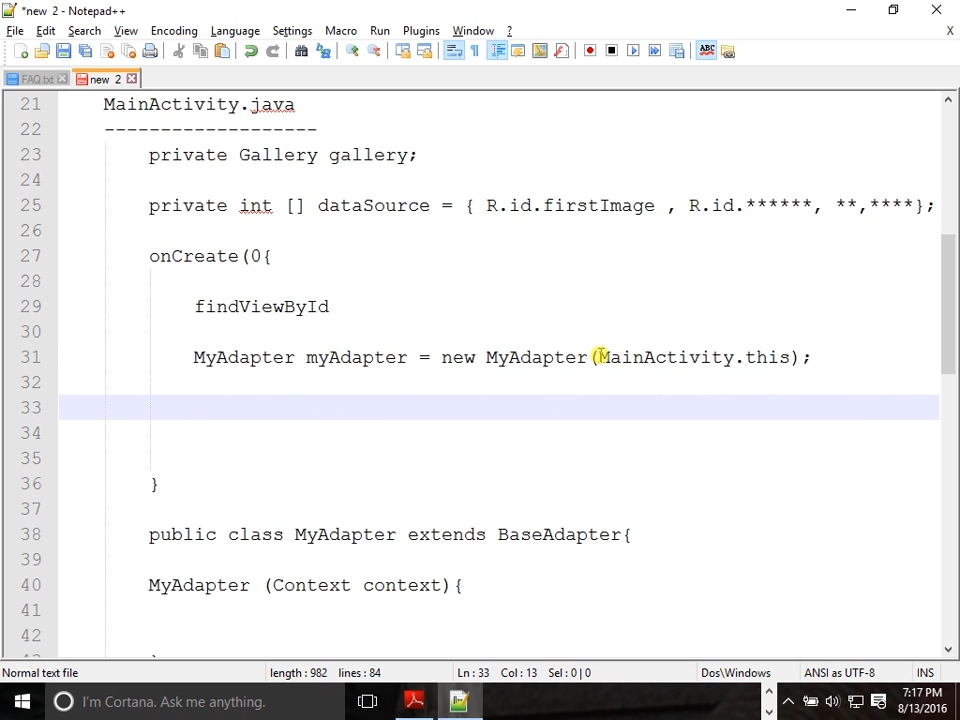 *new 2 - Notepad++
File Edit Search View Encoding Language Settings Macro Run Plugins Window ? X
FAQ.txt new 2
21 MainActivity.java
22 -------------------
23 private Gallery gallery;
24
25 private int [] dataSource = { R.id.firstImage , R.id.******, **,****};
26
27 onCreate(0{
28
29 findViewById
30
31 MyAdapter myAdapter = new MyAdapter(MainActivity.this);
32
33
34
35
36 }
37
38 public class MyAdapter extends BaseAdapter{
39
40 MyAdapter (Context context){
41
42
Normal text file length : 982 lines : 84 Ln : 33 Col : 13 Sel : 0 | 0 Dos\Windows ANSI as UTF-8 INS
I'm Cortana. Ask me anything. 7:17 PM
8/13/2016